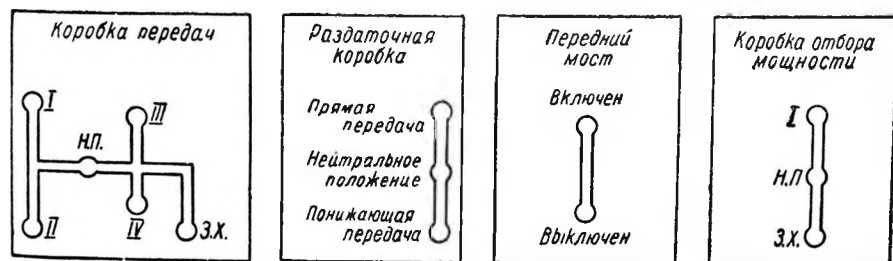 Коробка передач
I
III
Н.П.
II
IV
З.Х.
Раздаточная
коробка
Прямая
передача
Нейтральное
положение
Понижающая
передача
Передний
мост
Включен
Выключен
Коробка отбора
мощности
I
Н.П
З.Х.